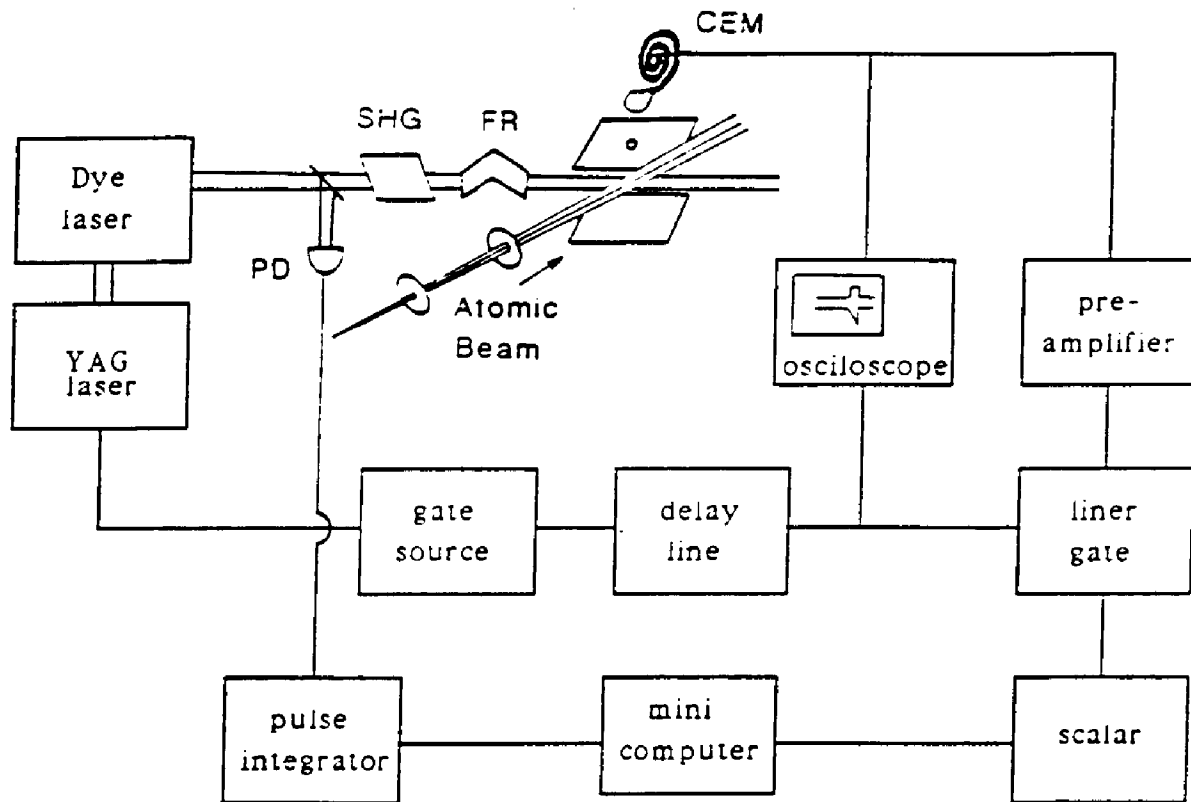 CEM
SHG
FR
Dye
laser
PD
Atomic
Beam
YAG
laser
osciloscope
pre-
amplifier
gate
source
delay
line
liner
gate
pulse
integrator
mini
computer
scalar